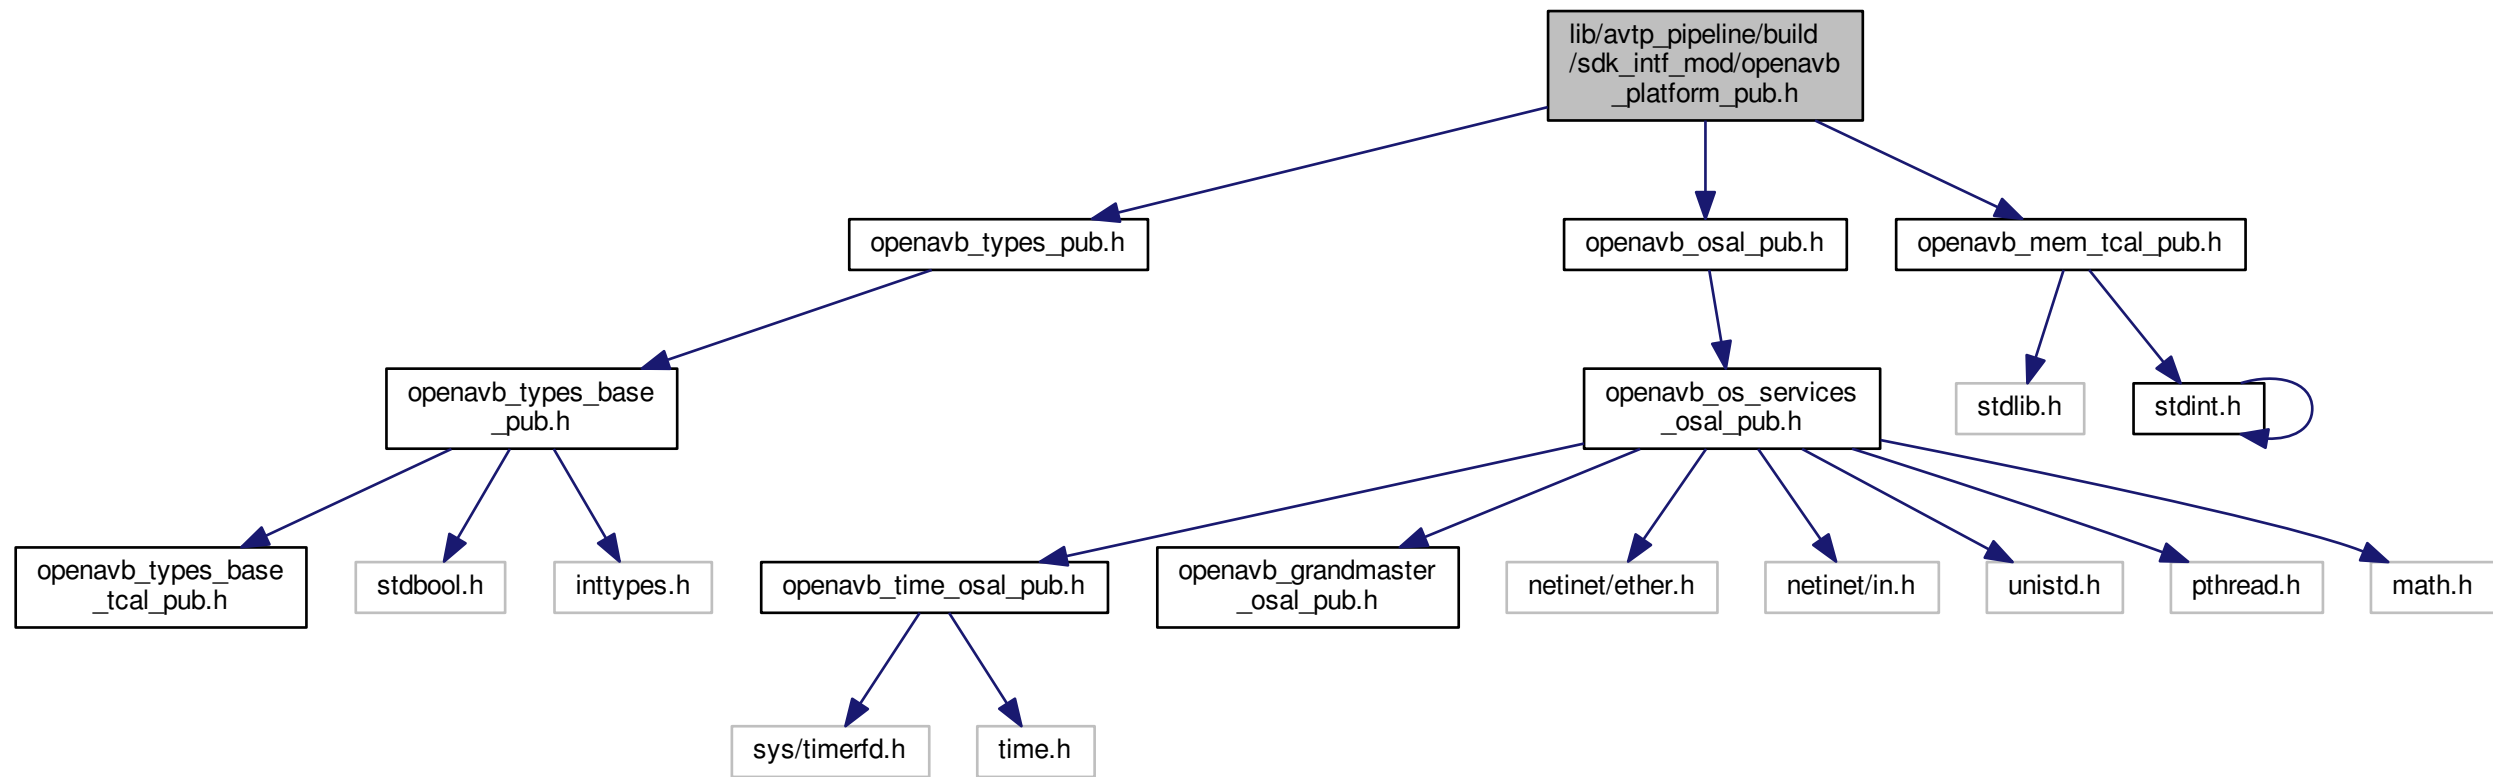 lib/avtp_pipeline/build
/sdk_intf_mod/openavb
_platform_pub.h
openavb_types_pub.h
openavb_osal_pub.h
openavb_mem_tcal_pub.h
openavb_types_base
_pub.h
openavb_os_services
_osal_pub.h
stdlib.h
stdint.h
openavb_types_base
_tcal_pub.h
stdbool.h
inttypes.h
openavb_time_osal_pub.h
openavb_grandmaster
_osal_pub.h
netinet/ether.h
netinet/in.h
unistd.h
pthread.h
math.h
sys/timerfd.h
time.h